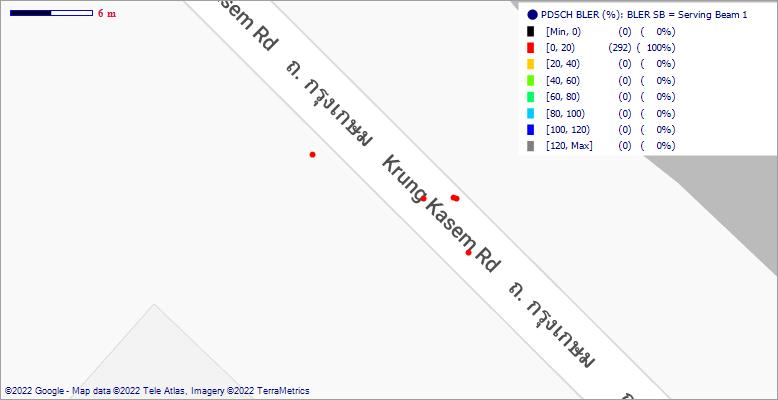 6 m
PDSCH BLER (%): BLER SB = Serving Beam 1
[Min, 0) (0) ( 0%)
[0, 20) (292) ( 100%)
[20, 40) (0) ( 0%)
[40, 60) (0) ( 0%)
[60, 80) (0) ( 0%)
[80, 100) (0) ( 0%)
[100, 120) (0) ( 0%)
[120, Max] (0) ( 0%)
sem Rd
ถ. กรุงเกษม
Krung Kasem Rd
ถ. กรุงเกษม
©2022 Google - Map data ©2022 Tele Atlas, Imagery ©2022 TerraMetrics